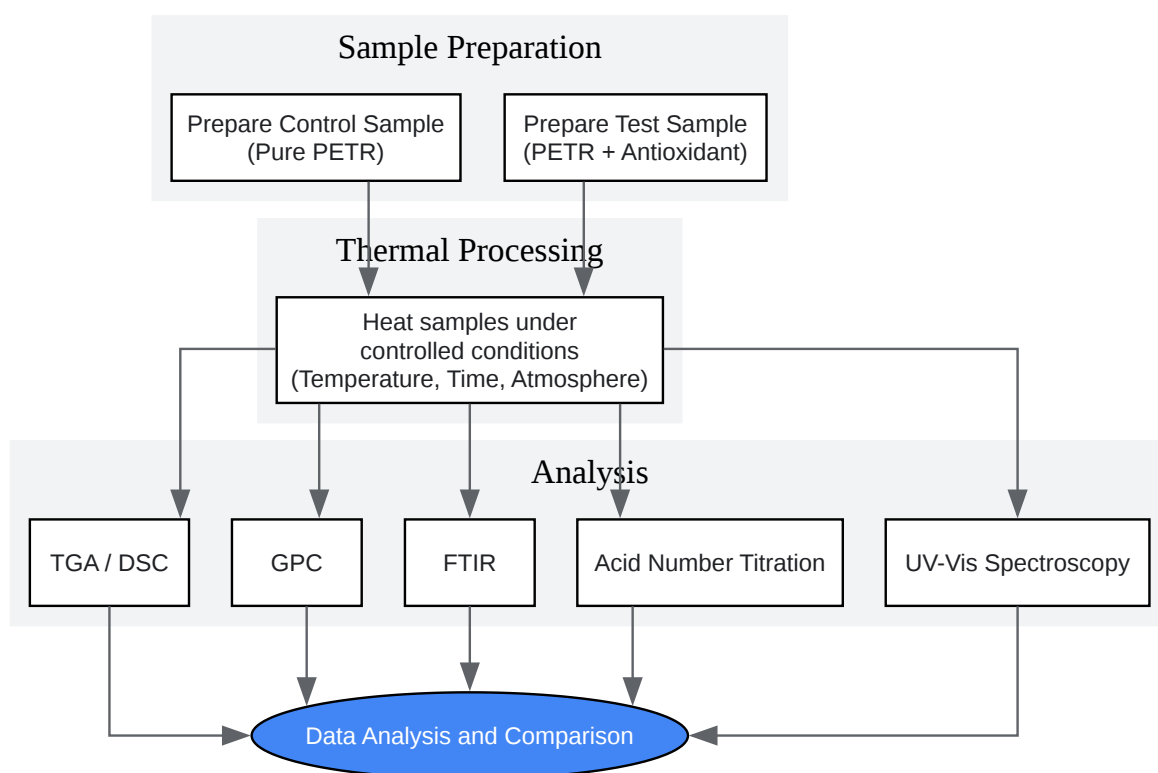 Sample Preparation
Prepare Control Sample
(Pure PETR)
Prepare Test Sample
(PETR + Antioxidant)
Thermal Processing
Heat samples under
controlled conditions
(Temperature, Time, Atmosphere)
Analysis
TGA / DSC
GPC
FTIR
Acid Number Titration
UV-Vis Spectroscopy
Data Analysis and Comparison